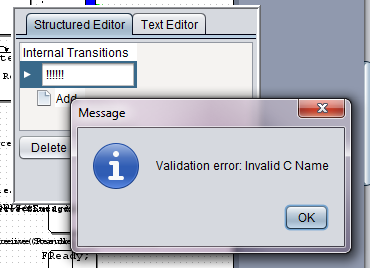 Structured Editor
Text Editor
Internal Transitions
!!!!!!
Add
Delete
Message
Validation error: Invalid C Name
OK
FReady;